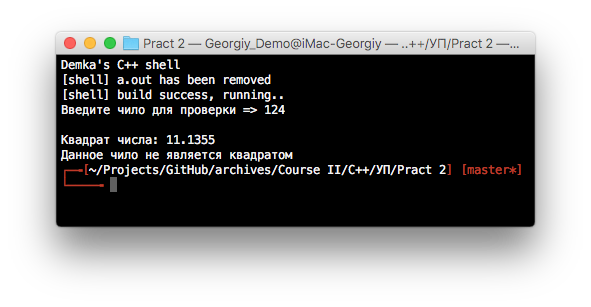 Pract 2 — Georgiy_Demo@iMac-Georgiy — ..++/УП/Pract 2 —...
Demka's C++ shell
[shell] a.out has been removed
[shell] build success, running..
Введите чило для проверки => 124
Квадрат числа: 11.1355
Данное чило не является квадратом
[~/Projects/GitHub/archives/Course II/C++/УП/Pract 2] [master*]